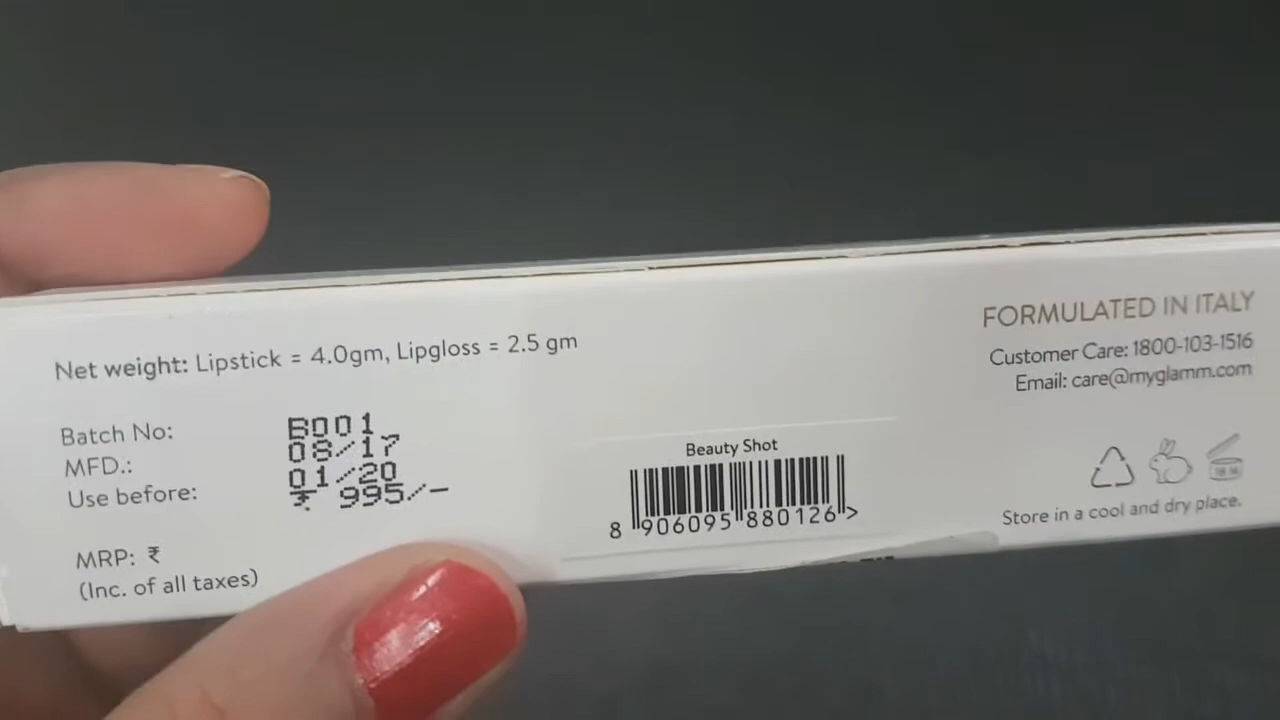 Net weight: Lipstick = 4.0gm, Lipgloss = 2.5 gm
Batch No: B001
MFD.: 08/17
Use before: 01/20
₹ 995/-
MRP: ₹
(Inc. of all taxes)
Beauty Shot
8 906095 880126 >
FORMULATED IN ITALY
Customer Care: 1800-103-1516
Email: care@myglamm.com
Store in a cool and dry place.